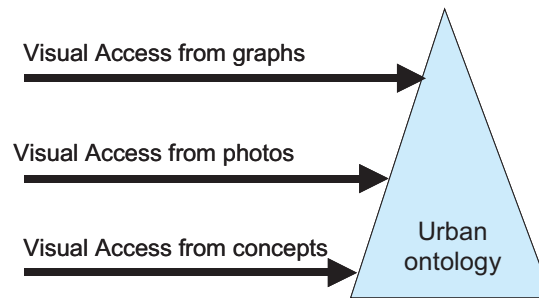 Visual Access from graphs
Visual Access from photos
Visual Access from concepts
Urban
ontology